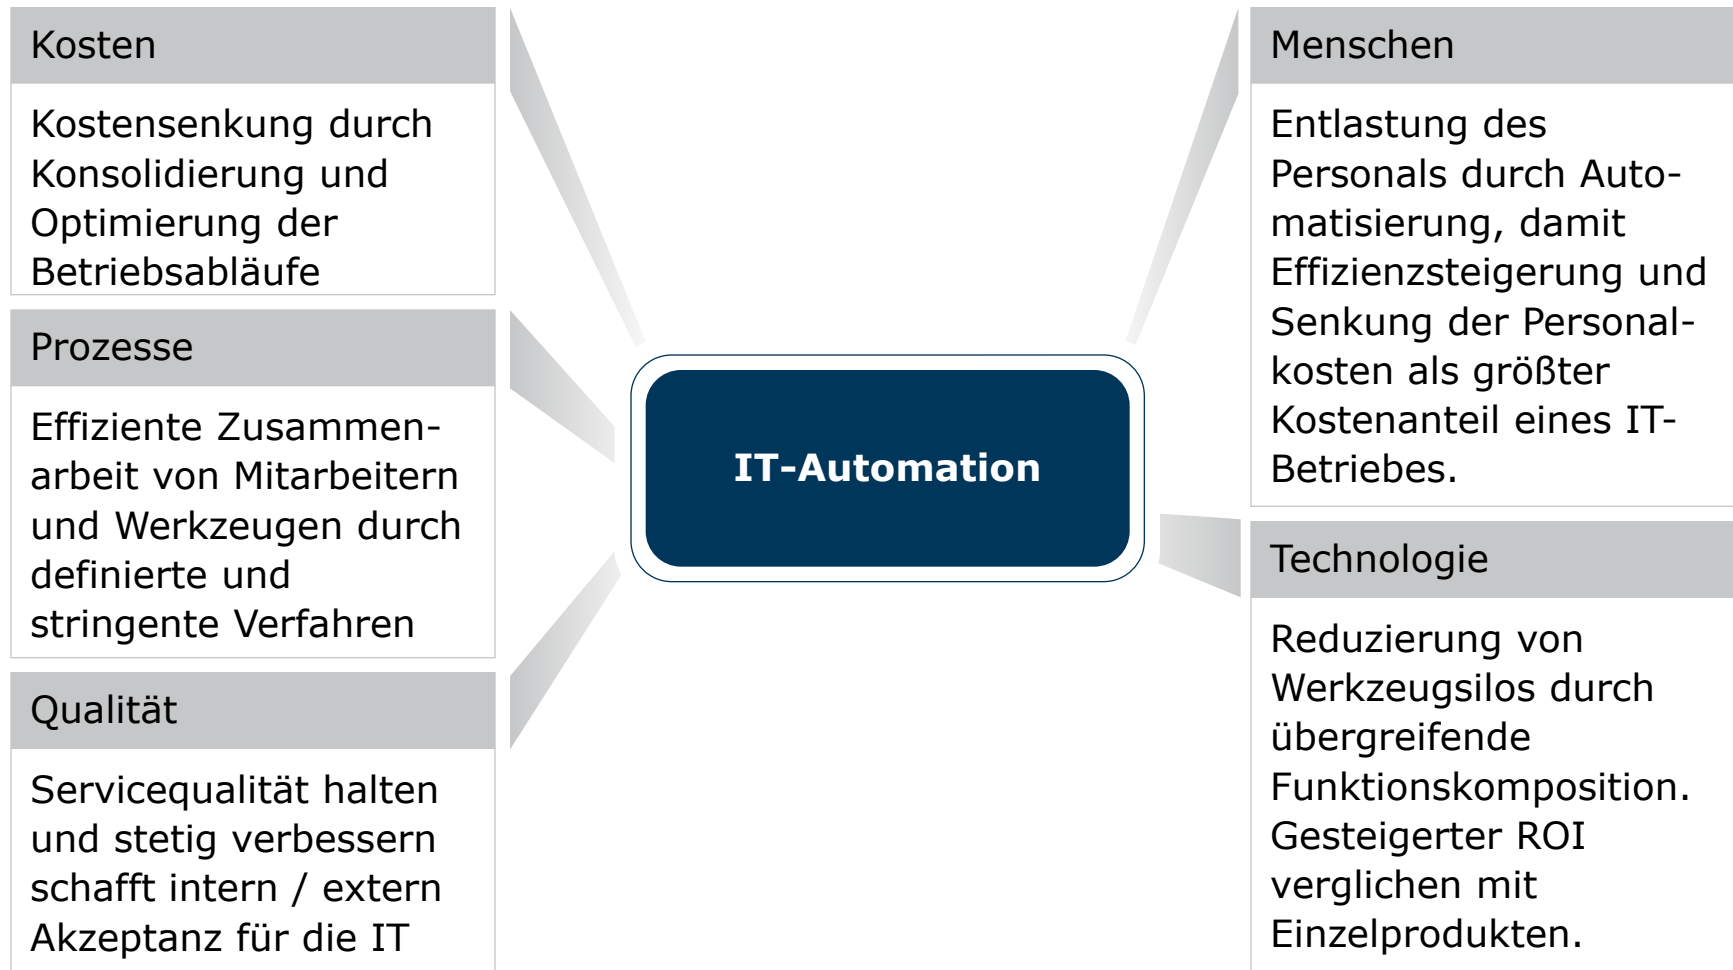 Kosten
Kostensenkung durch
Konsolidierung und
Optimierung der
Betriebsabläufe
Prozesse
Effiziente Zusammen-
arbeit von Mitarbeitern
und Werkzeugen durch
definierte und
stringente Verfahren
Qualität
Servicequalität halten
und stetig verbessern
schafft intern / extern
Akzeptanz für die IT
IT-Automation
Menschen
Entlastung des
Personals durch Auto-
matisierung, damit
Effizienzsteigerung und
Senkung der Personal-
kosten als größter
Kostenanteil eines IT-
Betriebes.
Technologie
Reduzierung von
Werkzeugsilos durch
übergreifende
Funktionskomposition.
Gesteigerter ROI
verglichen mit
Einzelprodukten.